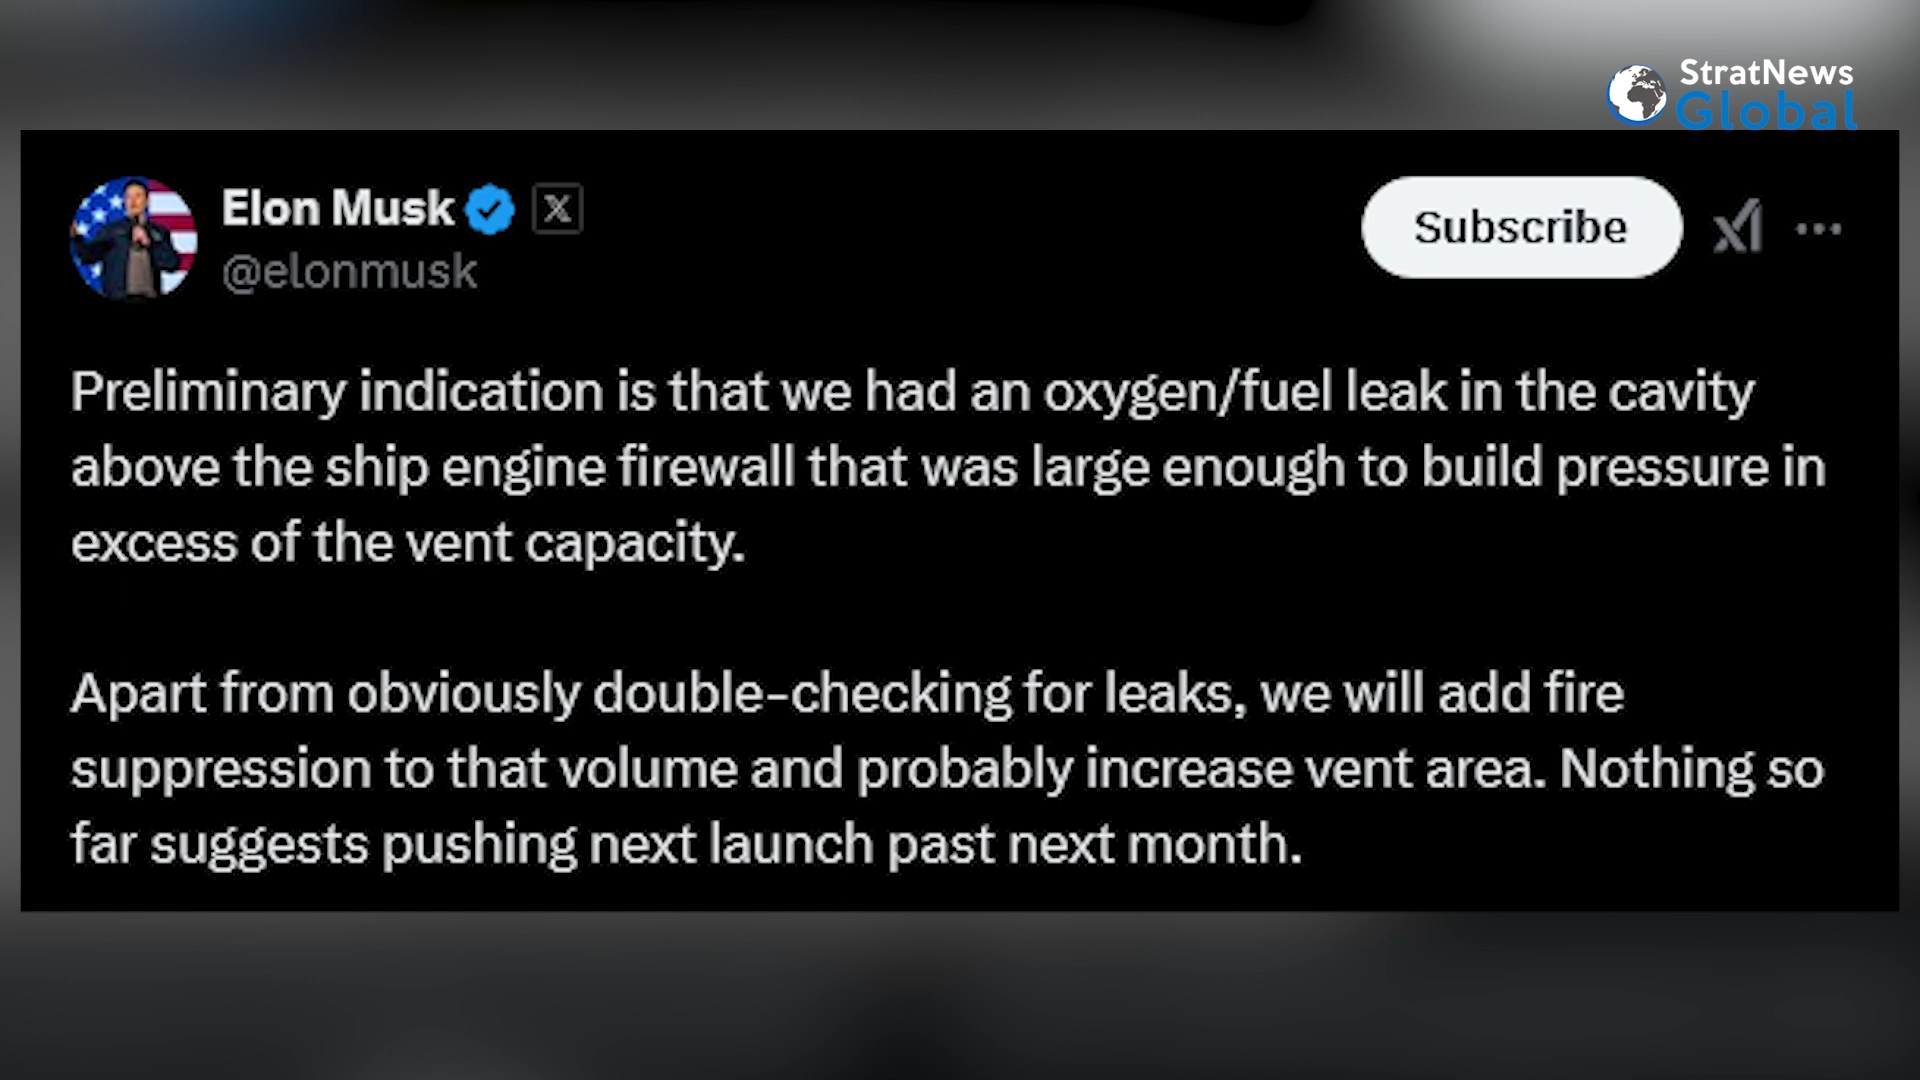 StratNews
Global
Elon Musk
@elonmusk
Subscribe
Preliminary indication is that we had an oxygen/fuel leak in the cavity
above the ship engine firewall that was large enough to build pressure in
excess of the vent capacity.
Apart from obviously double-checking for leaks, we will add fire
suppression to that volume and probably increase vent area. Nothing so
far suggests pushing next launch past next month.